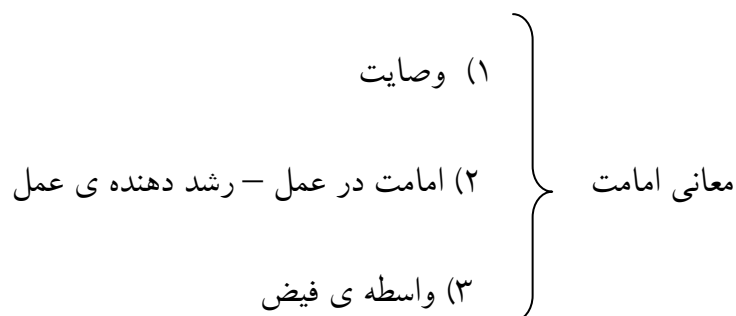 ۱) وصایت
معانی امامت
۲) امامت در عمل – رشد دهنده ی عمل
۳) واسطه ی فیض